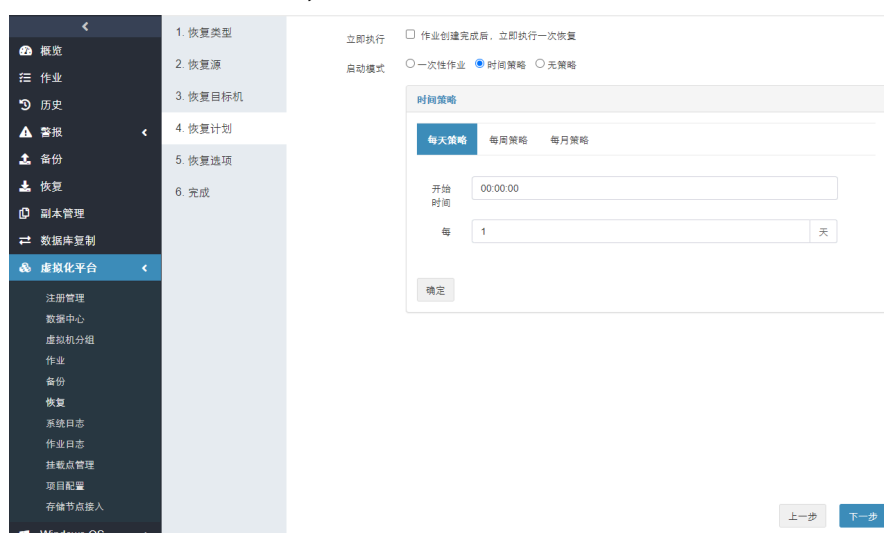 概览
作业
历史
警报
备份
恢复
副本管理
数据库复制
虚拟化平台
注册管理
数据中心
虚拟机分组
作业
备份
恢复
系统日志
作业日志
挂载点管理
项目配置
存储节点接入
1. 恢复类型
2. 恢复源
3. 恢复目标机
4. 恢复计划
5. 恢复选项
6. 完成
立即执行 作业创建完成后，立即执行一次恢复
启动模式 一次性作业 时间策略 无策略
时间策略
每天策略 每周策略 每月策略
开始
时间
00:00:00
每 1 天
确定
上一步 下一步